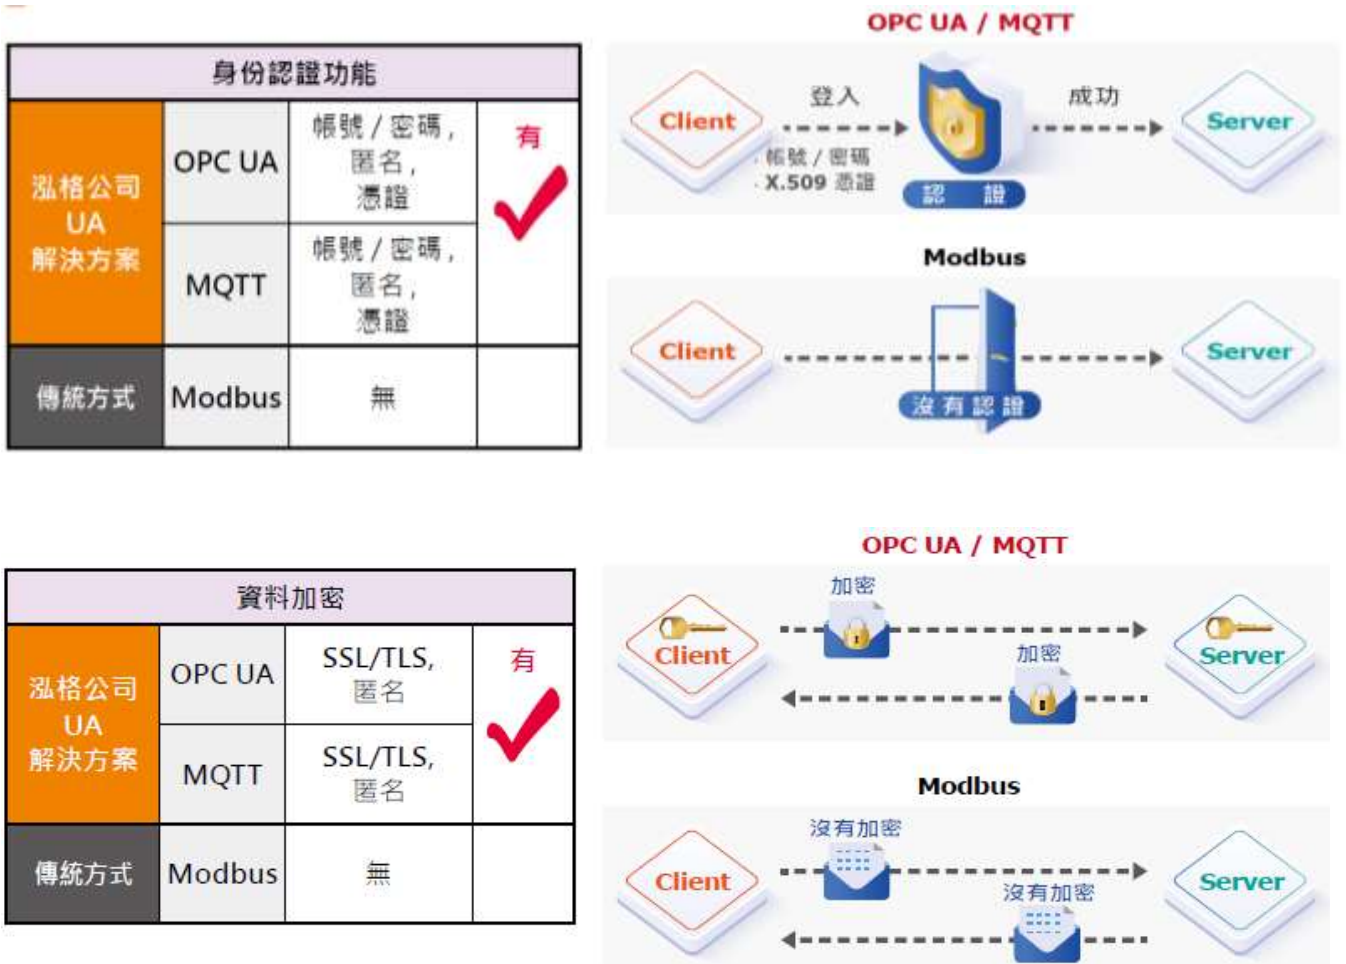 身份認證功能
泓格公司
UA
解決方案
OPC UA
帳號 / 密碼,
匿名,
憑證
有
MQTT
帳號 / 密碼,
匿名,
憑證
傳統方式
Modbus
無
OPC UA / MQTT
Client
登入
帳號 / 密碼
X.509 憑證
認 證
成功
Server
Modbus
Client
沒有認證
Server
資料加密
泓格公司
UA
解決方案
OPC UA
SSL/TLS,
匿名
有
MQTT
SSL/TLS,
匿名
傳統方式
Modbus
無
OPC UA / MQTT
Client
加密
加密
Server
Modbus
Client
沒有加密
沒有加密
Server